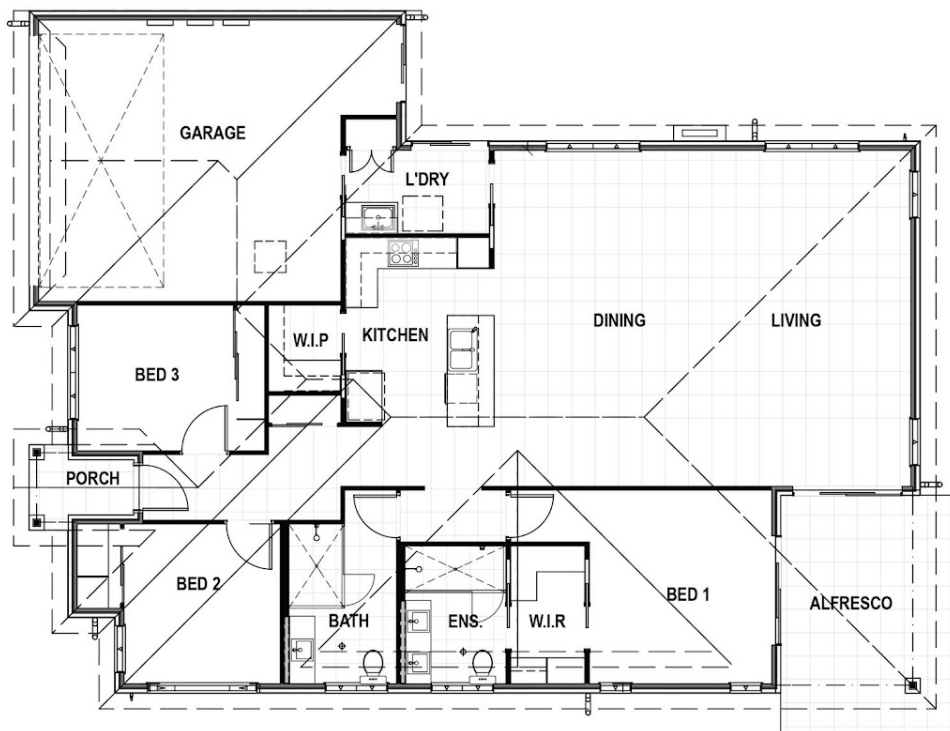 GARAGE
L'DRY
W.I.P
KITCHEN
DINING
LIVING
BED 3
PORCH
BED 2
BATH
ENS.
W.I.R
BED 1
ALFRESCO